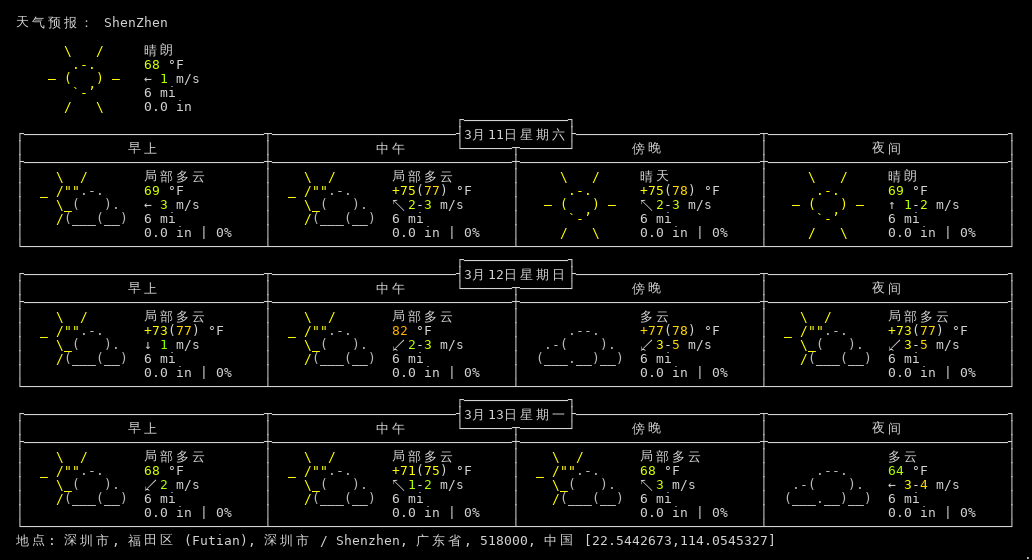 天气预报： ShenZhen
晴朗
68 °F
← 1 m/s
6 mi
0.0 in
3月11日星期六
早上 中午 傍晚 夜间
局部多云 局部多云 晴天 晴朗
69 °F +75(77) °F +75(78) °F 69 °F
← 3 m/s ↖ 2-3 m/s ↖ 2-3 m/s ↑ 1-2 m/s
6 mi 6 mi 6 mi 6 mi
0.0 in | 0% 0.0 in | 0% 0.0 in | 0% 0.0 in | 0%
3月12日星期日
早上 中午 傍晚 夜间
局部多云 局部多云 多云 局部多云
+73(77) °F 82 °F +77(78) °F +73(77) °F
↓ 1 m/s ↙ 2-3 m/s ↙ 3-5 m/s ↙ 3-5 m/s
6 mi 6 mi 6 mi 6 mi
0.0 in | 0% 0.0 in | 0% 0.0 in | 0% 0.0 in | 0%
3月13日星期一
早上 中午 傍晚 夜间
局部多云 局部多云 局部多云 多云
68 °F +71(75) °F 68 °F 64 °F
↙ 2 m/s ↖ 1-2 m/s ↖ 3 m/s ← 3-4 m/s
6 mi 6 mi 6 mi 6 mi
0.0 in | 0% 0.0 in | 0% 0.0 in | 0% 0.0 in | 0%
地点: 深圳市, 福田区 (Futian), 深圳市 / Shenzhen, 广东省, 518000, 中国 [22.5442673,114.0545327]